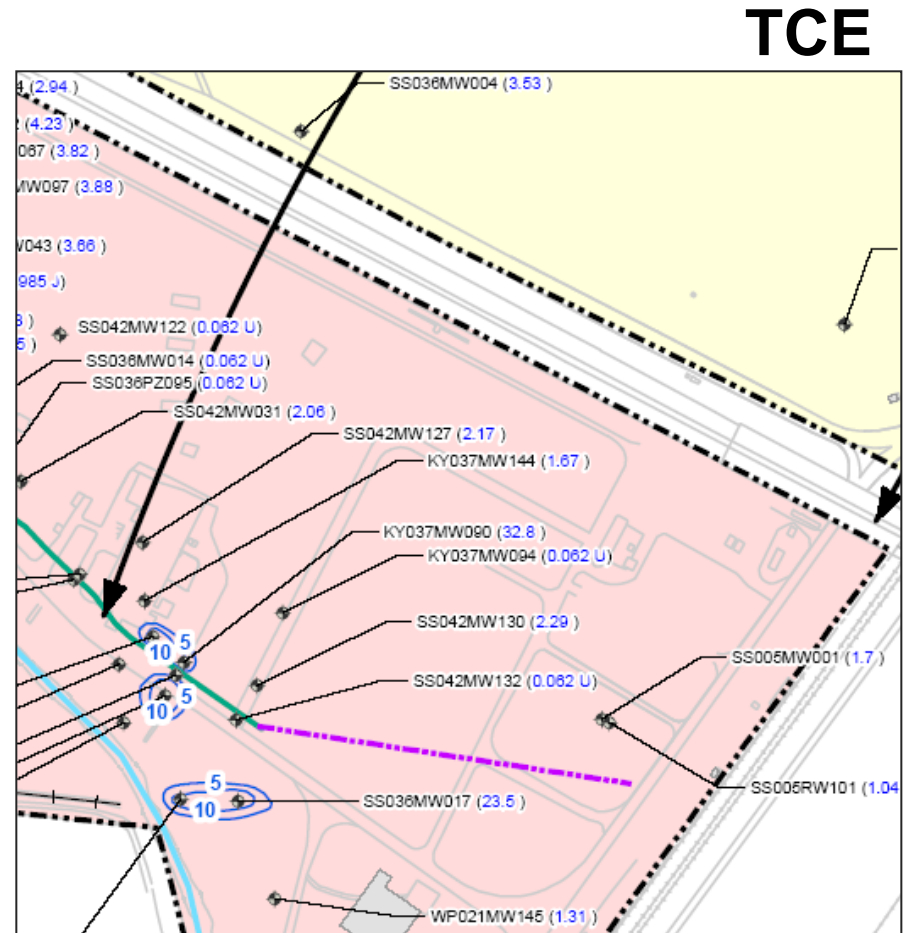 TCE
SS036MW004 (3.53 )
4 (2.94 )
(4.23 )
067 (3.82 )
MW097 (3.88 )
W043 (3.66 )
985 J)
)
5 )
SS042MW122 (0.062 U)
SS036MW014 (0.062 U)
SS036PZ095 (0.062 U)
SS042MW031 (2.06 )
SS042MW127 (2.17 )
KY037MW144 (1.67 )
KY037MW090 (32.8 )
KY037MW094 (0.062 U)
SS042MW130 (2.29 )
5
10
SS005MW001 (1.7 )
SS042MW132 (0.062 U)
5
10
5
10
SS036MW017 (23.5 )
SS005RW101 (1.04
WP021MW145 (1.31 )